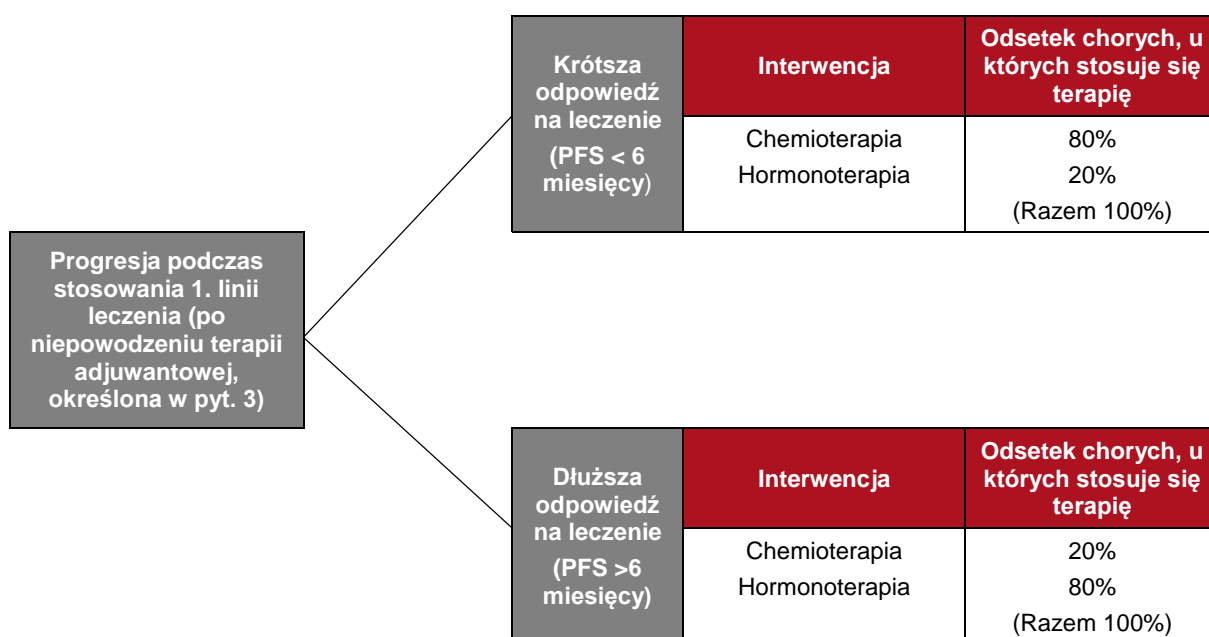 Progresja podczas
stosowania 1. linii
leczenia (po
niepowodzeniu terapii
adjuwantowej,
określona w pyt. 3)
Krótsza
odpowiedź
na leczenie
(PFS < 6
miesięcy)
Interwencja
Odsetek chorych, u
których stosuje się
terapię
Chemioterapia
80%
Hormonoterapia
20%
(Razem 100%)
Dłuższa
odpowiedź
na leczenie
(PFS >6
miesięcy)
Interwencja
Odsetek chorych, u
których stosuje się
terapię
Chemioterapia
20%
Hormonoterapia
80%
(Razem 100%)